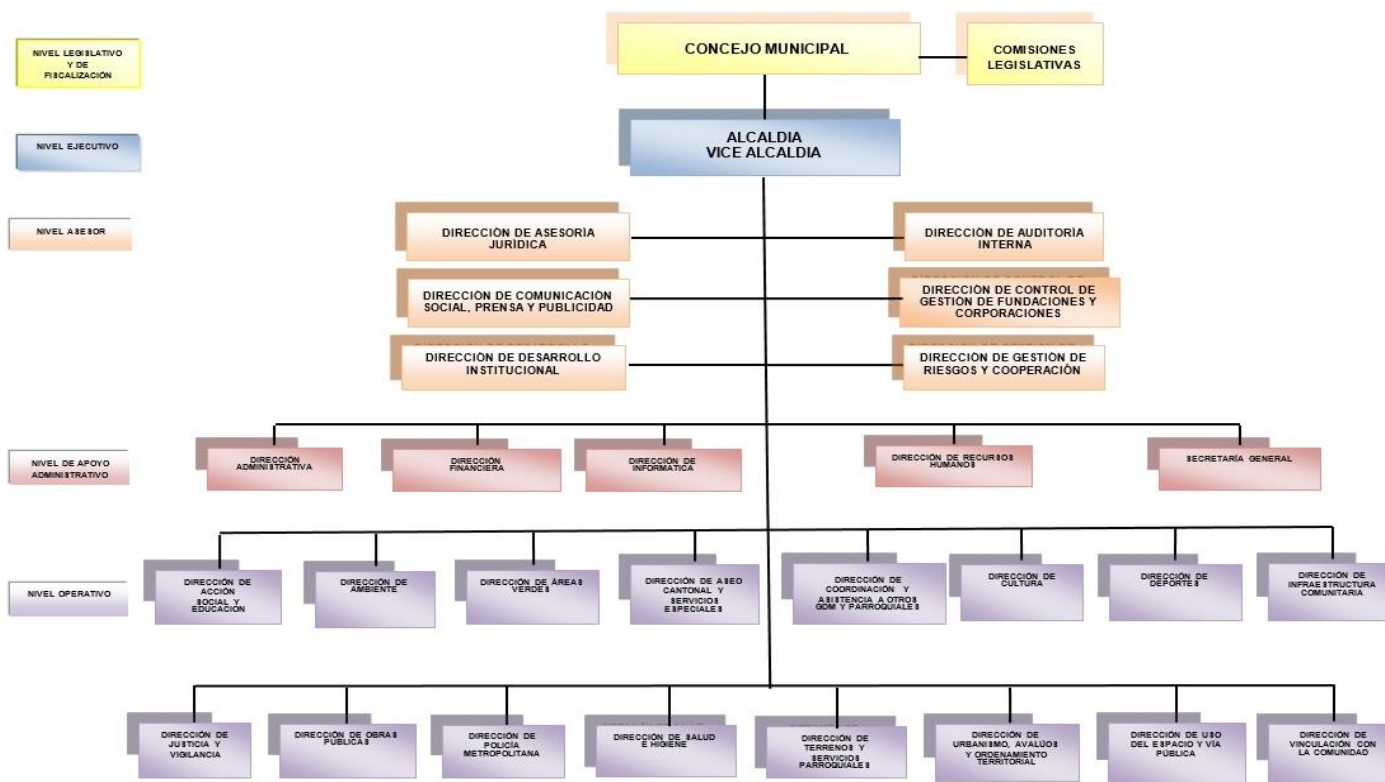 NIVEL LEGISLATIVO
Y DE
FISCALIZACIÓN
CONCEJO MUNICIPAL
COMISIONES
LEGISLATIVAS
NIVEL EJECUTIVO
ALCALDIA
VICE ALCALDIA
NIVEL ASESOR
DIRECCIÓN DE ASESORÍA
JURÍDICA
DIRECCIÓN DE AUDITORÍA
INTERNA
DIRECCIÓN DE COMUNICACIÓN
SOCIAL, PRENSA Y PUBLICIDAD
DIRECCIÓN DE CONTROL DE
GESTIÓN DE FUNDACIONES Y
CORPORACIONES
DIRECCIÓN DE DESARROLLO
INSTITUCIONAL
DIRECCIÓN DE GESTIÓN DE
RIESGOS Y COOPERACIÓN
NIVEL DE APOYO
ADMINISTRATIVO
DIRECCIÓN
ADMINISTRATIVA
DIRECCIÓN
FINANCIERA
DIRECCIÓN DE
INFORMATICA
DIRECCIÓN DE RECURSOS
HUMANOS
SECRETARÍA GENERAL
NIVEL OPERATIVO
DIRECCIÓN DE
ACCIÓN
SOCIAL Y
EDUCACION
DIRECCIÓN DE
AMBIENTE
DIRECCIÓN DE ÁREAS
VERDES
DIRECCIÓN DE ASEO
CANTONAL Y
SERVICIOS
ESPECIALES
DIRECCIÓN DE
COORDINACIÓN Y
ASISTENCIA A OTROS
GDM Y PARROQUIALES
DIRECCIÓN DE
CULTURA
DIRECCIÓN DE
DEPORTES
DIRECCIÓN DE
INFRAESTRUCTURA
COMUNITARIA
DIRECCIÓN DE
JUSTICIA Y
VIGILANCIA
DIRECCIÓN DE OBRAS
PUBLICAS
DIRECCIÓN DE
POLICÍA
METROPOLITANA
DIRECCIÓN DE SALUD
E HIGIENE
DIRECCIÓN DE
TERRENOS Y
SERVICIOS
PARROQUIALES
DIRECCIÓN DE
URBANISMO, AVALÚOS
Y ORDENAMIENTO
TERRITORIAL
DIRECCIÓN DE USO
DEL ESPACIO Y VÍA
PÚBLICA
DIRECCIÓN DE
VINCULACIÓN CON
LA COMUNIDAD